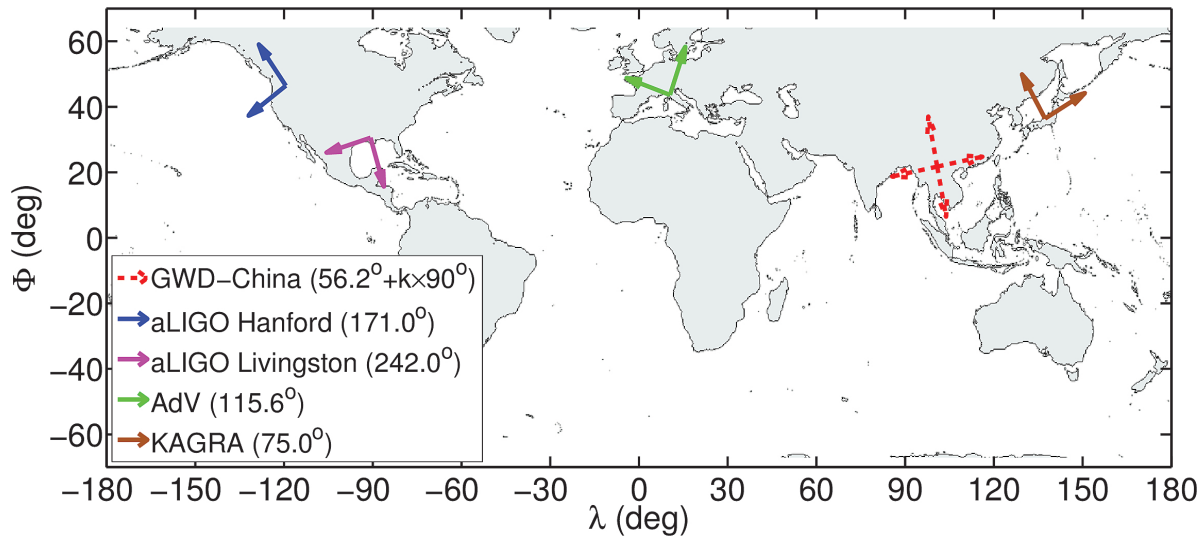 60
40
20
0
−20
−40
−60
Φ (deg)
GWD−China (56.2°+k×90°)
aLIGO Hanford (171.0°)
aLIGO Livingston (242.0°)
AdV (115.6°)
KAGRA (75.0°)
−180 −150 −120 −90 −60 −30 0 30 60 90 120 150 180
λ (deg)